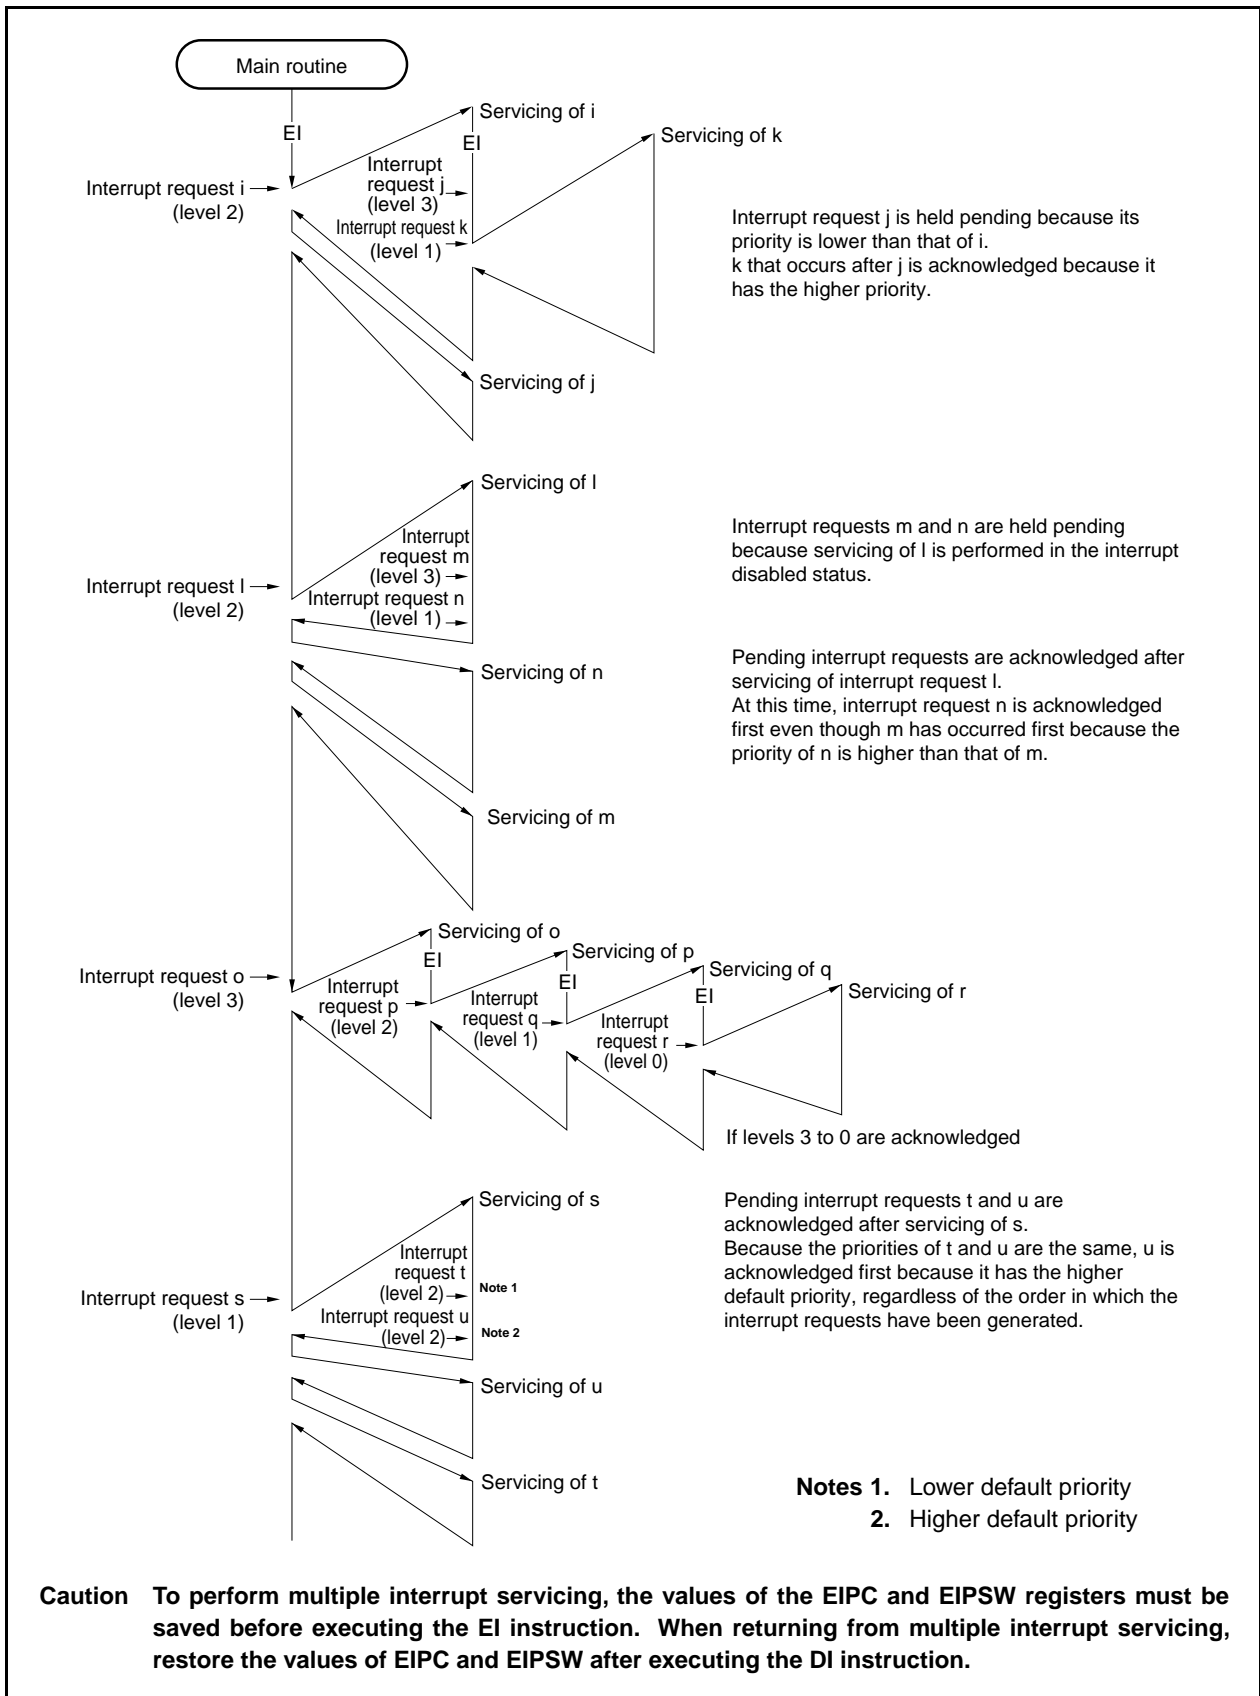 Main routine
EI
Servicing of i
EI
Servicing of k
Interrupt request i
(level 2)
Interrupt
request j
(level 3)
Interrupt request k
(level 1)
Interrupt request j is held pending because its
priority is lower than that of i.
k that occurs after j is acknowledged because it
has the higher priority.
Servicing of j
Servicing of l
Interrupt request l
(level 2)
Interrupt
request m
(level 3)
Interrupt request n
(level 1)
Interrupt requests m and n are held pending
because servicing of l is performed in the interrupt
disabled status.
Servicing of n
Pending interrupt requests are acknowledged after
servicing of interrupt request l.
At this time, interrupt request n is acknowledged
first even though m has occurred first because the
priority of n is higher than that of m.
Servicing of m
Servicing of o
EI
Servicing of p
EI
Servicing of q
EI
Servicing of r
Interrupt request o
(level 3)
Interrupt
request p
(level 2)
Interrupt
request q
(level 1)
Interrupt
request r
(level 0)
If levels 3 to 0 are acknowledged
Servicing of s
Interrupt request s
(level 1)
Interrupt
request t
(level 2)
Note 1
Interrupt request u
(level 2)
Note 2
Pending interrupt requests t and u are
acknowledged after servicing of s.
Because the priorities of t and u are the same, u is
acknowledged first because it has the higher
default priority, regardless of the order in which the
interrupt requests have been generated.
Servicing of u
Servicing of t
Notes 1. Lower default priority
2. Higher default priority
Caution To perform multiple interrupt servicing, the values of the EIPC and EIPSW registers must be
saved before executing the EI instruction. When returning from multiple interrupt servicing,
restore the values of EIPC and EIPSW after executing the DI instruction.